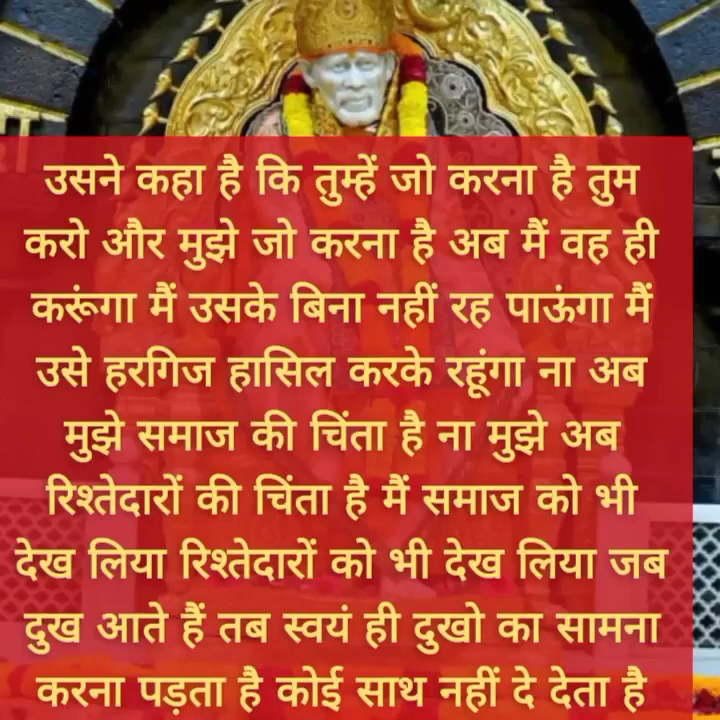 उसने कहा है कि तुम्हें जो करना है तुम
करो और मुझे जो करना है अब मैं वह ही
करूंगा मैं उसके बिना नहीं रह पाऊंगा मैं
उसे हरगिज हासिल करके रहूंगा ना अब
मुझे समाज की चिंता है ना मुझे अब
रिश्तेदारों की चिंता है मैं समाज को भी
देख लिया रिश्तेदारों को भी देख लिया जब
दुख आते हैं तब स्वयं ही दुखो का सामना
करना पड़ता है कोई साथ नहीं दे देता है